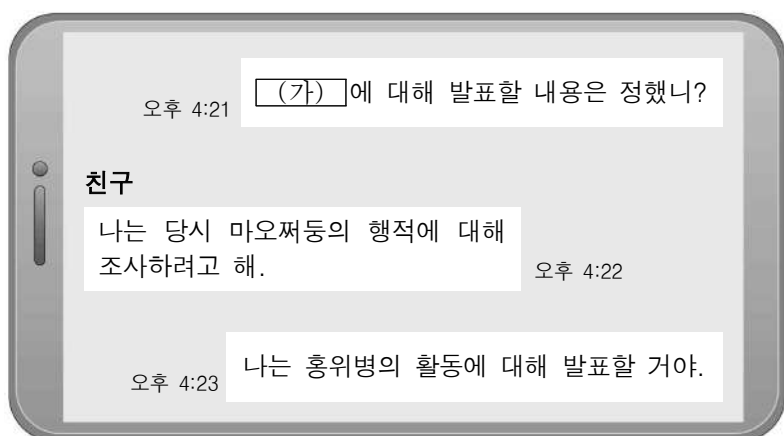 (가)에 대해 발표할 내용은 정했니?
오후 4:21
친구
나는 당시 마오쩌둥의 행적에 대해
조사하려고 해.
오후 4:22
나는 홍위병의 활동에 대해 발표할 거야.
오후 4:23